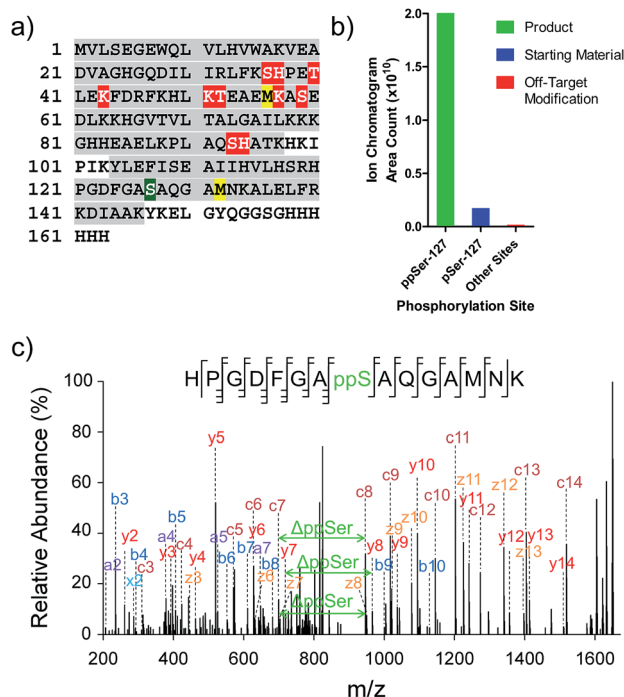 a)
1 MVLSEGEWQL VLHVWAKVEA
21 DVAGHGQDIL IRLFKSHPET
41 LEKFDRFKHL KTEAEMKASE
61 DLKKHGVTVL TALGAILKKK
81 GHHEAELKPL AQSHATKHKI
101 PIKYLEFISE AIIHVLHSRH
121 PGDFGASAQG AMNKALELFR
141 KDIAAKYKEL GYQGGSGHHH
161 HHH
b)
Ion Chromatogram
Area Count (x10¹⁰)
2.0
1.5
1.0
0.5
0.0
Product
Starting Material
Off-Target
Modification
ppSer-127
pSer-127
Other Sites
Phosphorylation Site
c)
HPGDFGAppSAQGAMNK
Relative Abundance (%)
100
80
60
40
20
0
b3
a2
y2
b4
x2
c3
a4
y3
b5
c4
y4
z3
y5
a5
b6
c5
b7
c6
y6
a7
z6
b8
c7
y7
z7
ΔppSer
ΔppSer
ΔppSer
c8
z8
y8
b9
c9
z9
y9
z10
y10
b10
c10
c11
z11
y11
c12
z12
y12
c13
y13
z13
y14
c14
200 400 600 800 1000 1200 1400 1600
m/z